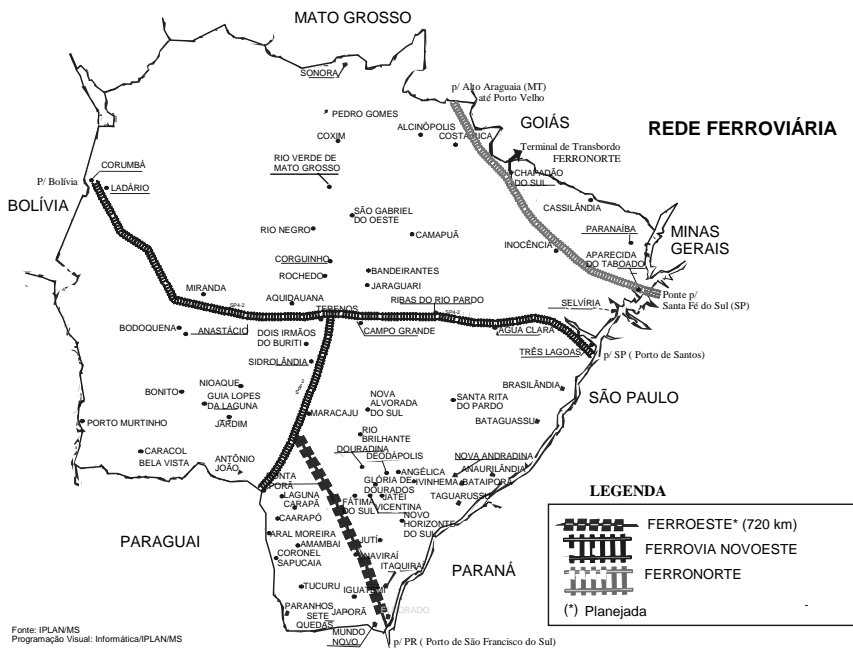 MATO GROSSO
SONORA
p/ Alto Araguaia (MT)
até Porto Velho
PEDRO GOMES
GOIÁS
REDE FERROVIÁRIA
ALCINÓPOLIS
COXIM
Terminal de Transbordo
FERRONORTE
RIO VERDE DE
MATO GROSSO
CORUMBÁ
CHAPADÃO
DO SUL
P/ Bolívia
LADÁRIO
BOLÍVIA
CASSILÂNDIA
SÃO GABRIEL
DO OESTE
RIO NEGRO
CAMAPUÃ
PARANAÍBA
MINAS
GERAIS
INOCÊNCIA
APARECIDA
DO TABOADO
CORGUINHO
ROCHEDO
BANDEIRANTES
JARAGUARI
MIRANDA
AQUIDAUANA
RIBAS DO RIO PARDO
Ponte p/
Santa Fé do Sul (SP)
SELVÍRIA
SP4-2
TERENOS
SP4-2
BODOQUENA
ANASTÁCIO
DOIS IRMÃOS
DO BURITI
CAMPO GRANDE
ÁGUA CLARA
TRÊS LAGOAS
p/ SP ( Porto de Santos)
SIDROLÂNDIA
BRASILÂNDIA
NIOAQUE
BONITO
GUIA LOPES
DA LAGUNA
NOVA
ALVORADA
DO SUL
SANTA RITA
DO PARDO
SÃO PAULO
PORTO MURTINHO
JARDIM
MARACAJU
BATAGUASSU
RIO
BRILHANTE
CARACOL
BELA VISTA
ANTÔNIO
JOÃO
DOURADINA
DEODÁPOLIS
NOVA ANDRADINA
ANGÉLICA
ANAURILÂNDIA
GLÓRIA DE
DOURADOS
IVINHEMA
BATAIPORÃ
LEGENDA
LAGUNA
CARAPÃ
FÁTIMA
DO SUL
JATEÍ
VICENTINA
TAGUARUSSU
CAARAPÓ
NOVO
HORIZONTE
DO SUL
FERROESTE* (720 km)
PARAGUAI
ARAL MOREIRA
AMAMBAI
JUTÍ
FERROVIA NOVOESTE
CORONEL
SAPUCAIA
NAVIRAÍ
ITAQUIRAÍ
PARANÁ
FERRONORTE
TUCURU
IGUATEMI
(*) Planejada
PARANHOS
SETE
QUEDAS
JAPORÃ
MUNDO
NOVO
p/ PR ( Porto de São Francisco do Sul)
Fonte: IPLAN/MS
Programação Visual: Informática/IPLAN/MS